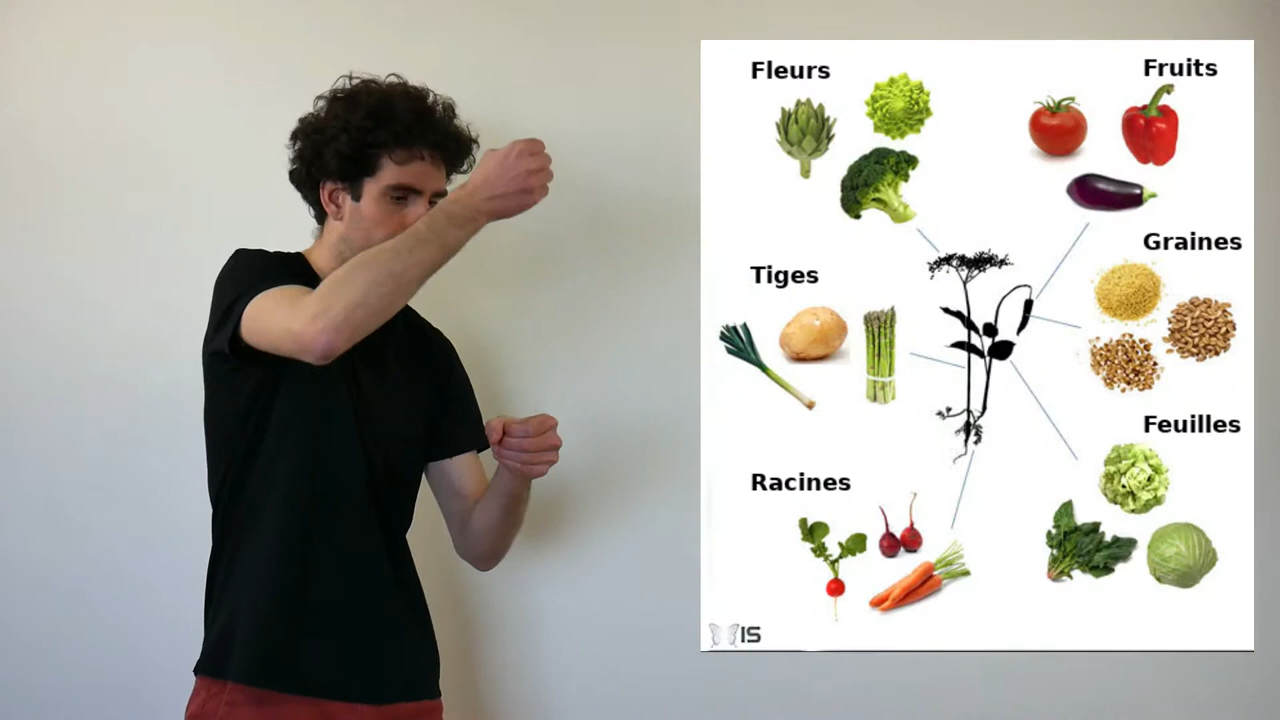 Fleurs
Fruits
Graines
Tiges
Feuilles
Racines
IS